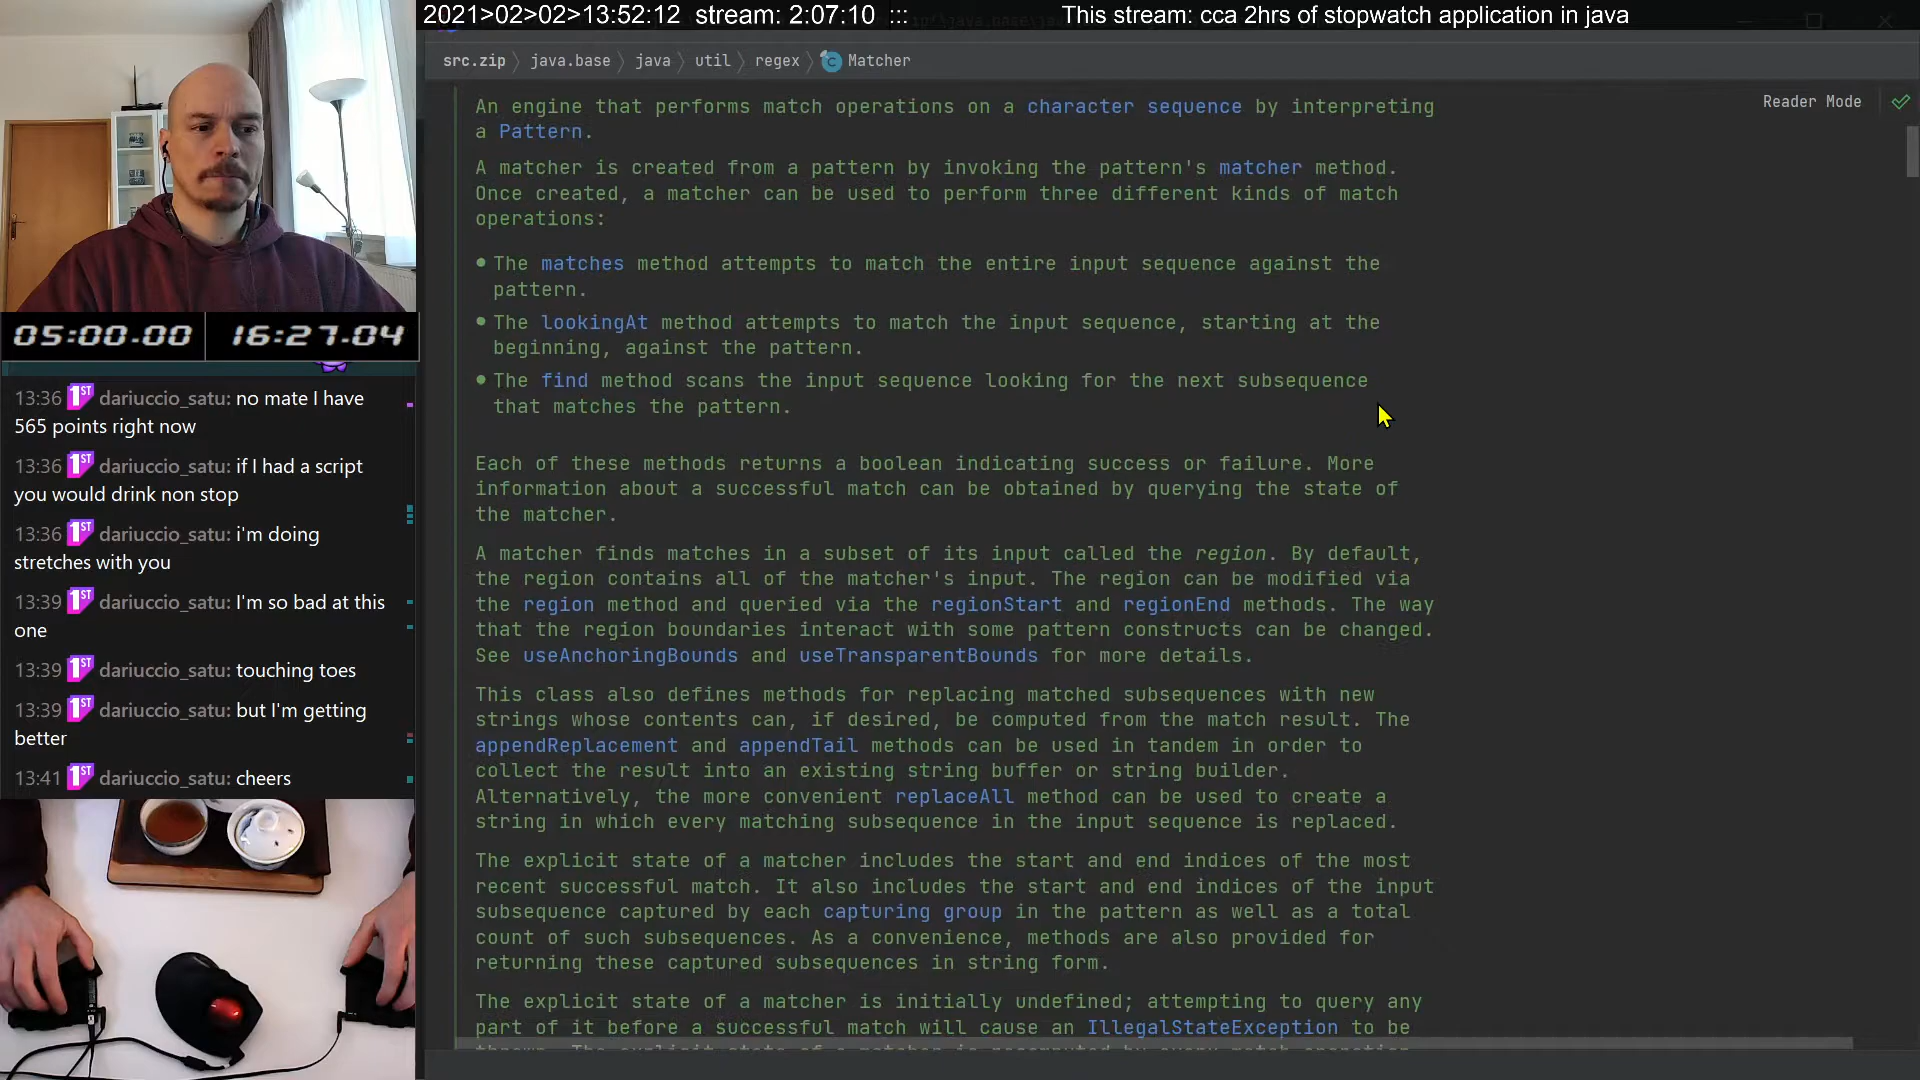 2021>02>02>13:52:12 stream: 2:07:10 :::
This stream: cca 2hrs of stopwatch application in java
src.zip 〉 java.base 〉 java 〉 util 〉 regex 〉 C Matcher
Reader Mode
An engine that performs match operations on a character sequence by interpreting
a Pattern.
A matcher is created from a pattern by invoking the pattern's matcher method.
Once created, a matcher can be used to perform three different kinds of match
operations:
• The matches method attempts to match the entire input sequence against the
pattern.
• The lookingAt method attempts to match the input sequence, starting at the
beginning, against the pattern.
• The find method scans the input sequence looking for the next subsequence
that matches the pattern.
Each of these methods returns a boolean indicating success or failure. More
information about a successful match can be obtained by querying the state of
the matcher.
A matcher finds matches in a subset of its input called the region. By default,
the region contains all of the matcher's input. The region can be modified via
the region method and queried via the regionStart and regionEnd methods. The way
that the region boundaries interact with some pattern constructs can be changed.
See useAnchoringBounds and useTransparentBounds for more details.
This class also defines methods for replacing matched subsequences with new
strings whose contents can, if desired, be computed from the match result. The
appendReplacement and appendTail methods can be used in tandem in order to
collect the result into an existing string buffer or string builder.
Alternatively, the more convenient replaceAll method can be used to create a
string in which every matching subsequence in the input sequence is replaced.
The explicit state of a matcher includes the start and end indices of the most
recent successful match. It also includes the start and end indices of the input
subsequence captured by each capturing group in the pattern as well as a total
count of such subsequences. As a convenience, methods are also provided for
returning these captured subsequences in string form.
The explicit state of a matcher is initially undefined; attempting to query any
part of it before a successful match will cause an IllegalStateException to be
05:00.00
16:27.04
13:36 1ST dariuccio_satu: no mate I have
565 points right now
13:36 1ST dariuccio_satu: if I had a script
you would drink non stop
13:36 1ST dariuccio_satu: i'm doing
stretches with you
13:39 1ST dariuccio_satu: I'm so bad at this
one
13:39 1ST dariuccio_satu: touching toes
13:39 1ST dariuccio_satu: but I'm getting
better
13:41 1ST dariuccio_satu: cheers